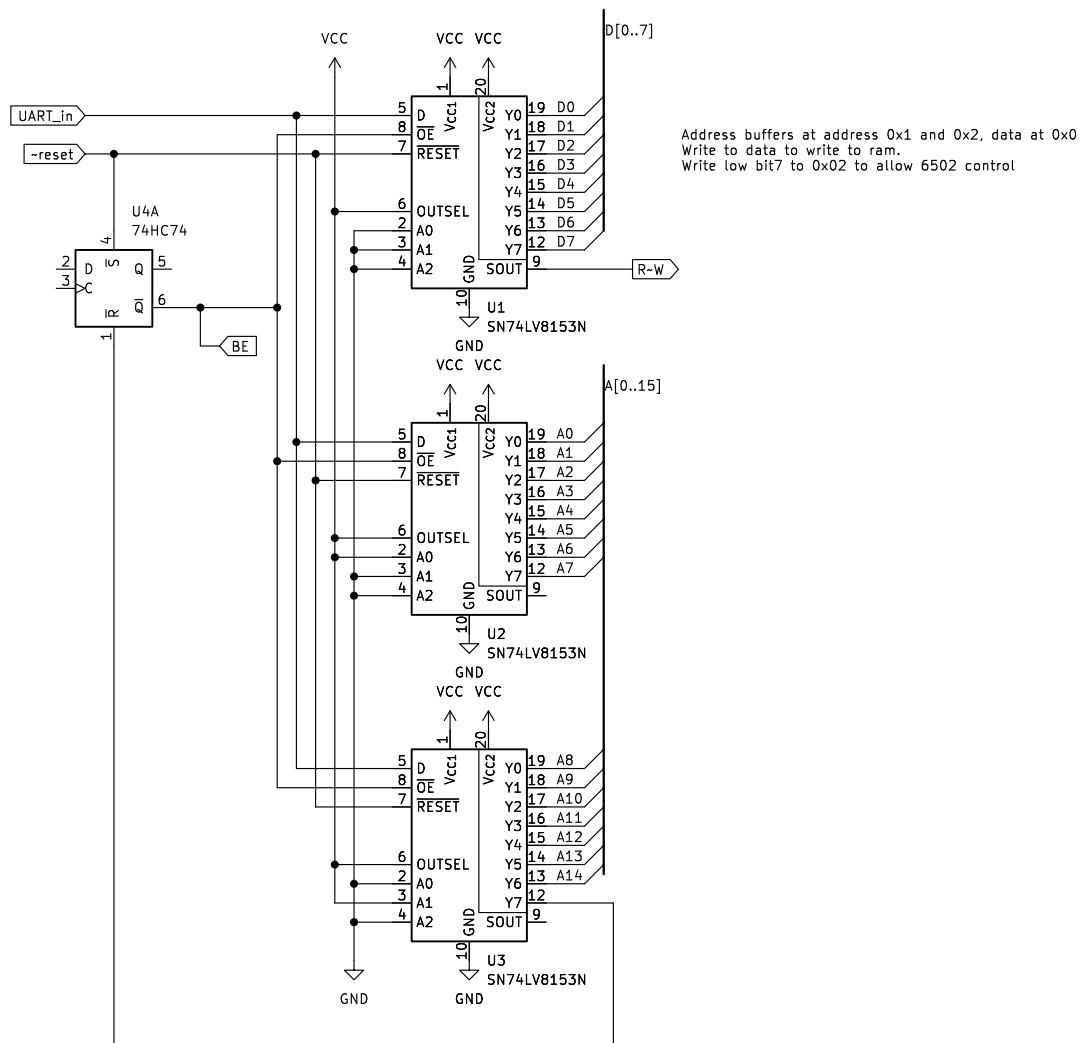 D[0..7]
VCC
VCC VCC
UART_in
~reset
U4A
74HC74
4
2 D S Q 5
3 C
R Q 6
1
BE
1 20
5 D Vcc1 Vcc2 Y0 19 D0
8 OE Y1 18 D1
7 RESET Y2 17 D2
Y3 16 D3
Y4 15 D4
6 OUTSEL Y5 14 D5
2 A0 Y6 13 D6
3 A1 Y7 12 D7
4 A2 GND SOUT 9
R~W
10
U1
SN74LV8153N
GND
Address buffers at address 0x1 and 0x2, data at 0x0
Write to data to write to ram.
Write low bit7 to 0x02 to allow 6502 control
VCC VCC
A[0..15]
1 20
5 D Vcc1 Vcc2 Y0 19 A0
8 OE Y1 18 A1
7 RESET Y2 17 A2
Y3 16 A3
Y4 15 A4
6 OUTSEL Y5 14 A5
2 A0 Y6 13 A6
3 A1 Y7 12 A7
4 A2 GND SOUT 9
10
U2
SN74LV8153N
GND
VCC VCC
1 20
5 D Vcc1 Vcc2 Y0 19 A8
8 OE Y1 18 A9
7 RESET Y2 17 A10
Y3 16 A11
Y4 15 A12
6 OUTSEL Y5 14 A13
2 A0 Y6 13 A14
3 A1 Y7 12
4 A2 GND SOUT 9
10
U3
SN74LV8153N
GND
GND